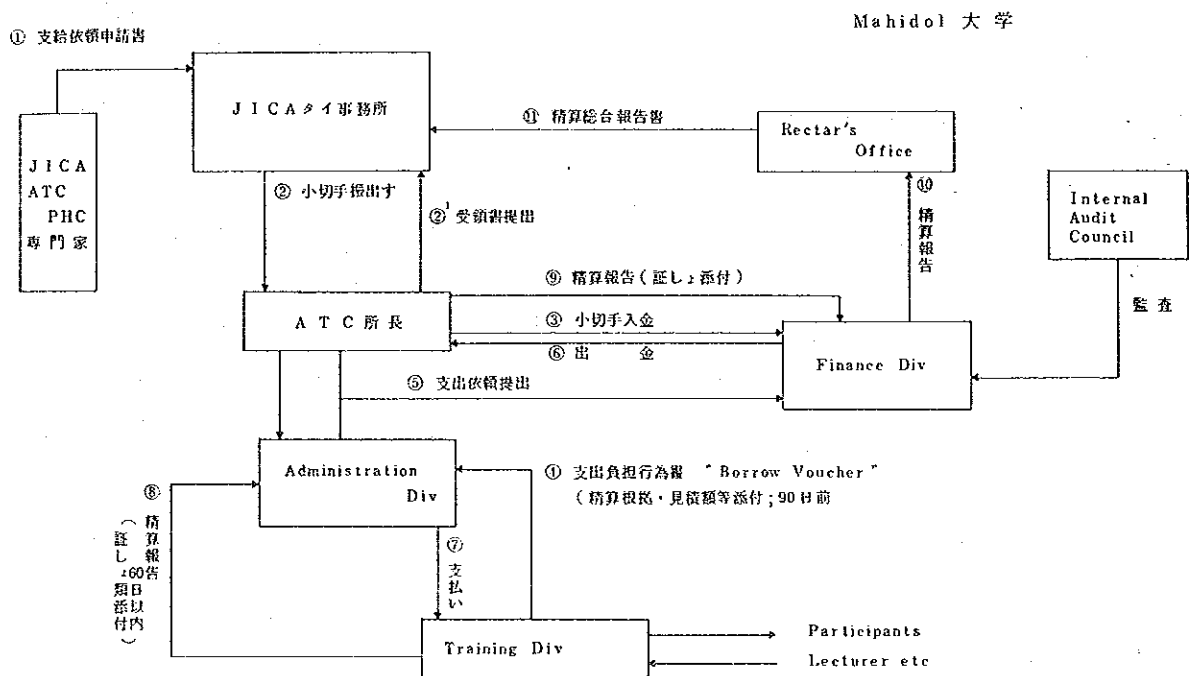 Mahidol 大学
① 支給依頼申請書
JICAタイ事務所
⑪ 精算総合報告書
Rectar's
Office
JICA
ATC
PHC
専門家
② 小切手振出す
②' 受領書提出
⑩ 精算報告
Internal
Audit
Council
監査
⑨ 精算報告(証しょ添付)
ATC所長
③ 小切手入金
⑥ 出金
Finance Div
⑤ 支出依頼提出
Administration
Div
① 支出負担行為報 "Borrow Voucher"
(精算根拠・見積額等添付;90日前
⑧ 精算報告
60日以内
(証しょ類添付)
⑦ 支払い
Training Div
Participants
Lecturer etc